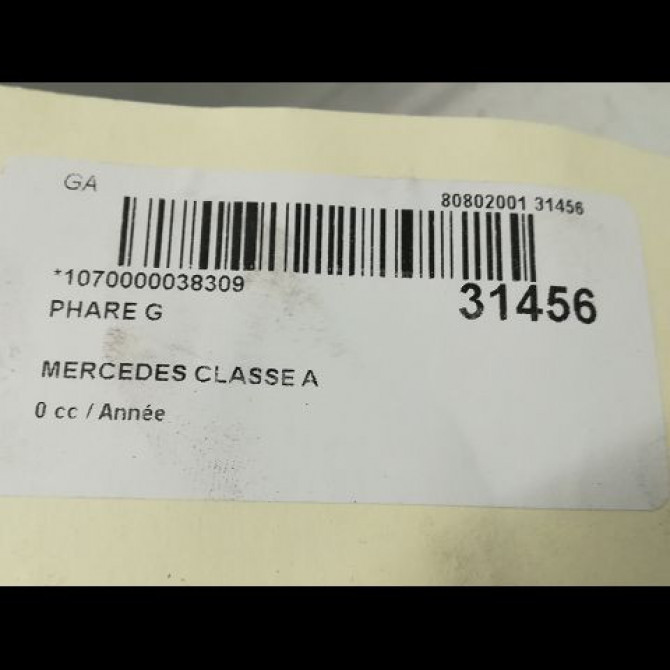 GA
80802001 31456
*1070000038309
31456
PHARE G
MERCEDES CLASSE A
0 cc / Année